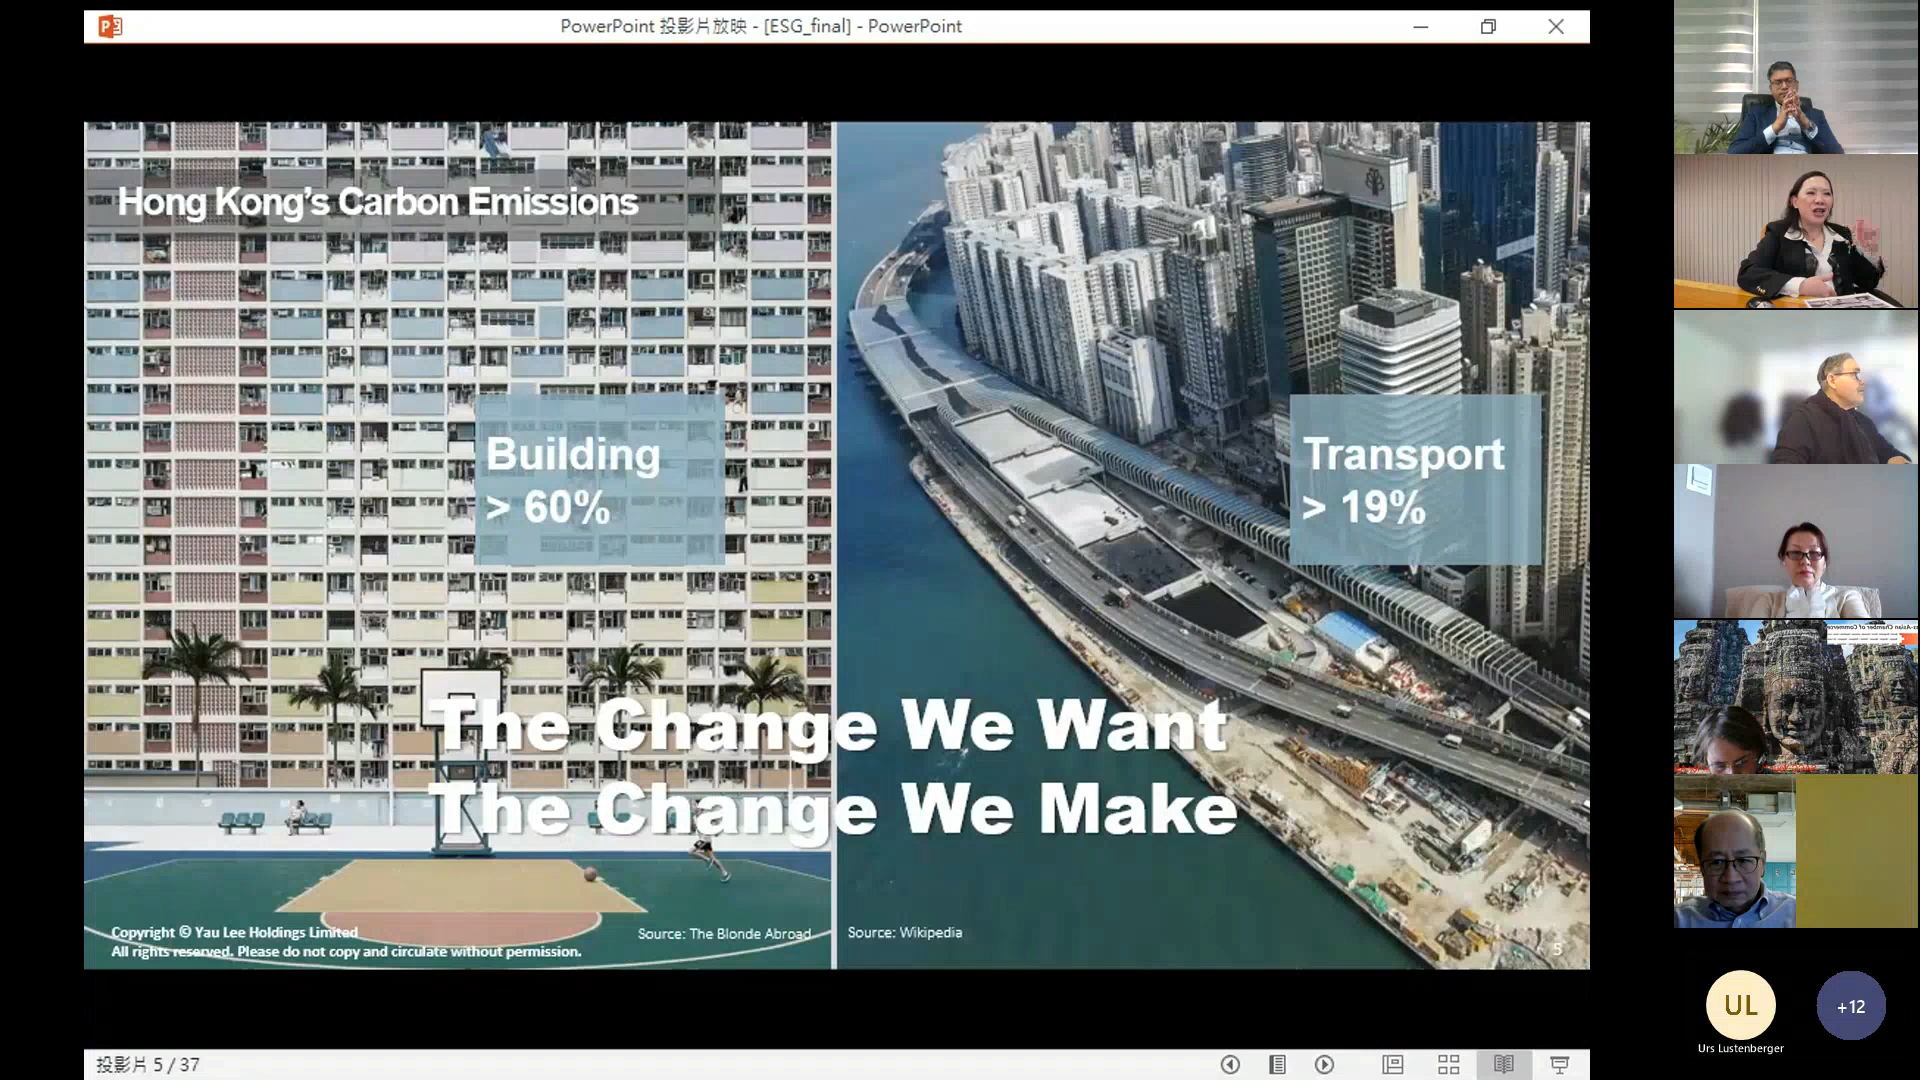 PowerPoint 投影片放映 - [ESG_final] - PowerPoint
Hong Kong's Carbon Emissions
Building
> 60%
Transport
> 19%
The Change We Want
The Change We Make
Copyright © Yau Lee Holdings Limited
All rights reserved. Please do not copy and circulate without permission.
Source: The Blonde Abroad
Source: Wikipedia
5
投影片 5 / 37
UL
Urs Lustenberger
+12